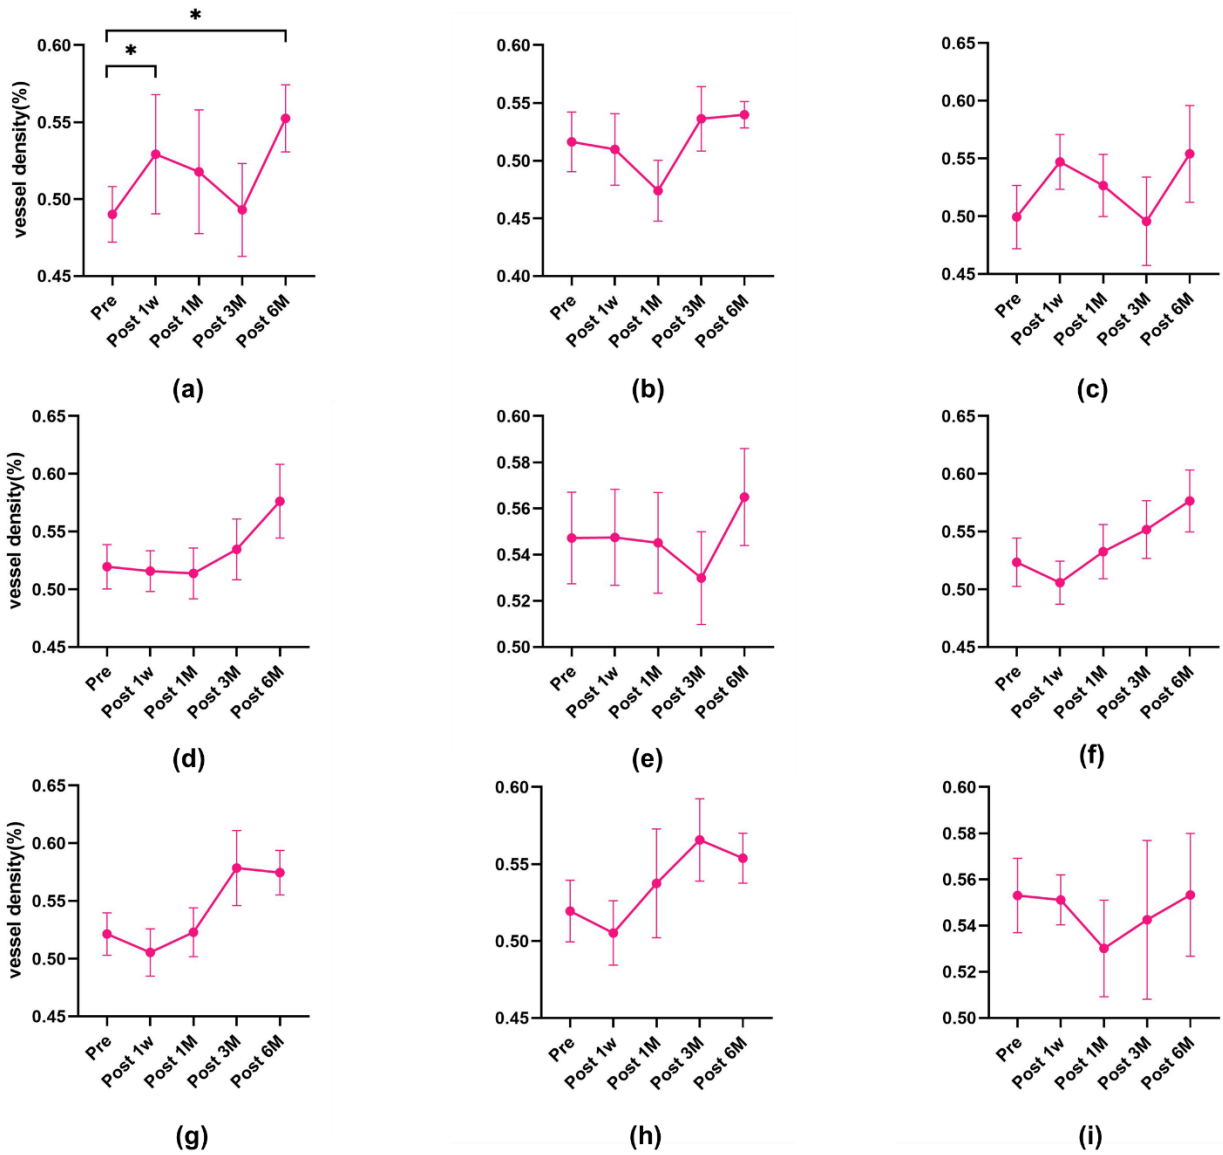 *
*
vessel density(%)
0.60
0.55
0.50
0.45
Pre
Post 1w
Post 1M
Post 3M
Post 6M
(a)
0.60
0.55
0.50
0.45
0.40
Pre
Post 1w
Post 1M
Post 3M
Post 6M
(b)
0.65
0.60
0.55
0.50
0.45
Pre
Post 1w
Post 1M
Post 3M
Post 6M
(c)
vessel density(%)
0.65
0.60
0.55
0.50
0.45
Pre
Post 1w
Post 1M
Post 3M
Post 6M
(d)
0.60
0.58
0.56
0.54
0.52
0.50
Pre
Post 1w
Post 1M
Post 3M
Post 6M
(e)
0.65
0.60
0.55
0.50
0.45
Pre
Post 1w
Post 1M
Post 3M
Post 6M
(f)
vessel density(%)
0.65
0.60
0.55
0.50
0.45
Pre
Post 1w
Post 1M
Post 3M
Post 6M
(g)
0.60
0.55
0.50
0.45
Pre
Post 1w
Post 1M
Post 3M
Post 6M
(h)
0.60
0.58
0.56
0.54
0.52
0.50
Pre
Post 1w
Post 1M
Post 3M
Post 6M
(i)